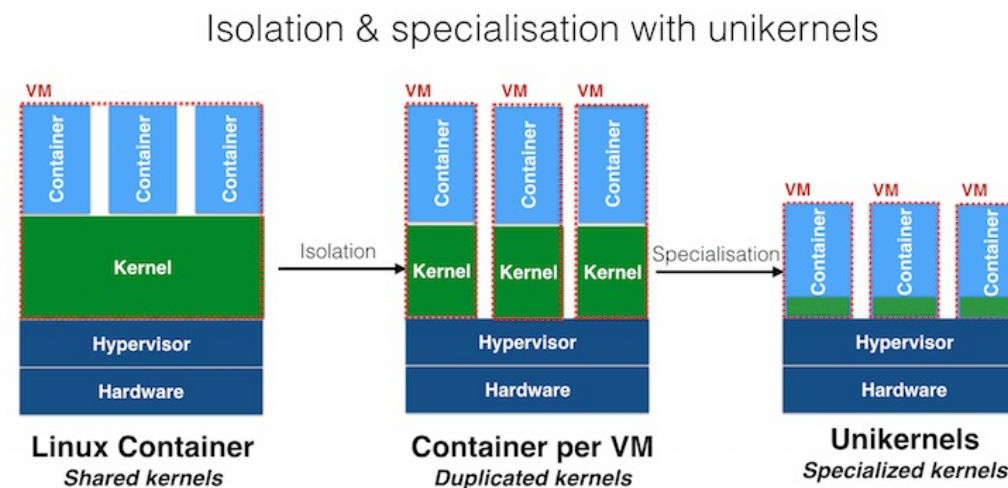 Isolation & specialisation with unikernels
VM
Container
Container
Container
Kernel
Hypervisor
Hardware
Linux Container
Shared kernels
Isolation
VM
VM
VM
Container
Container
Container
Kernel
Kernel
Kernel
Hypervisor
Hardware
Container per VM
Duplicated kernels
Specialisation
VM
VM
VM
Container
Container
Container
Hypervisor
Hardware
Unikernels
Specialized kernels